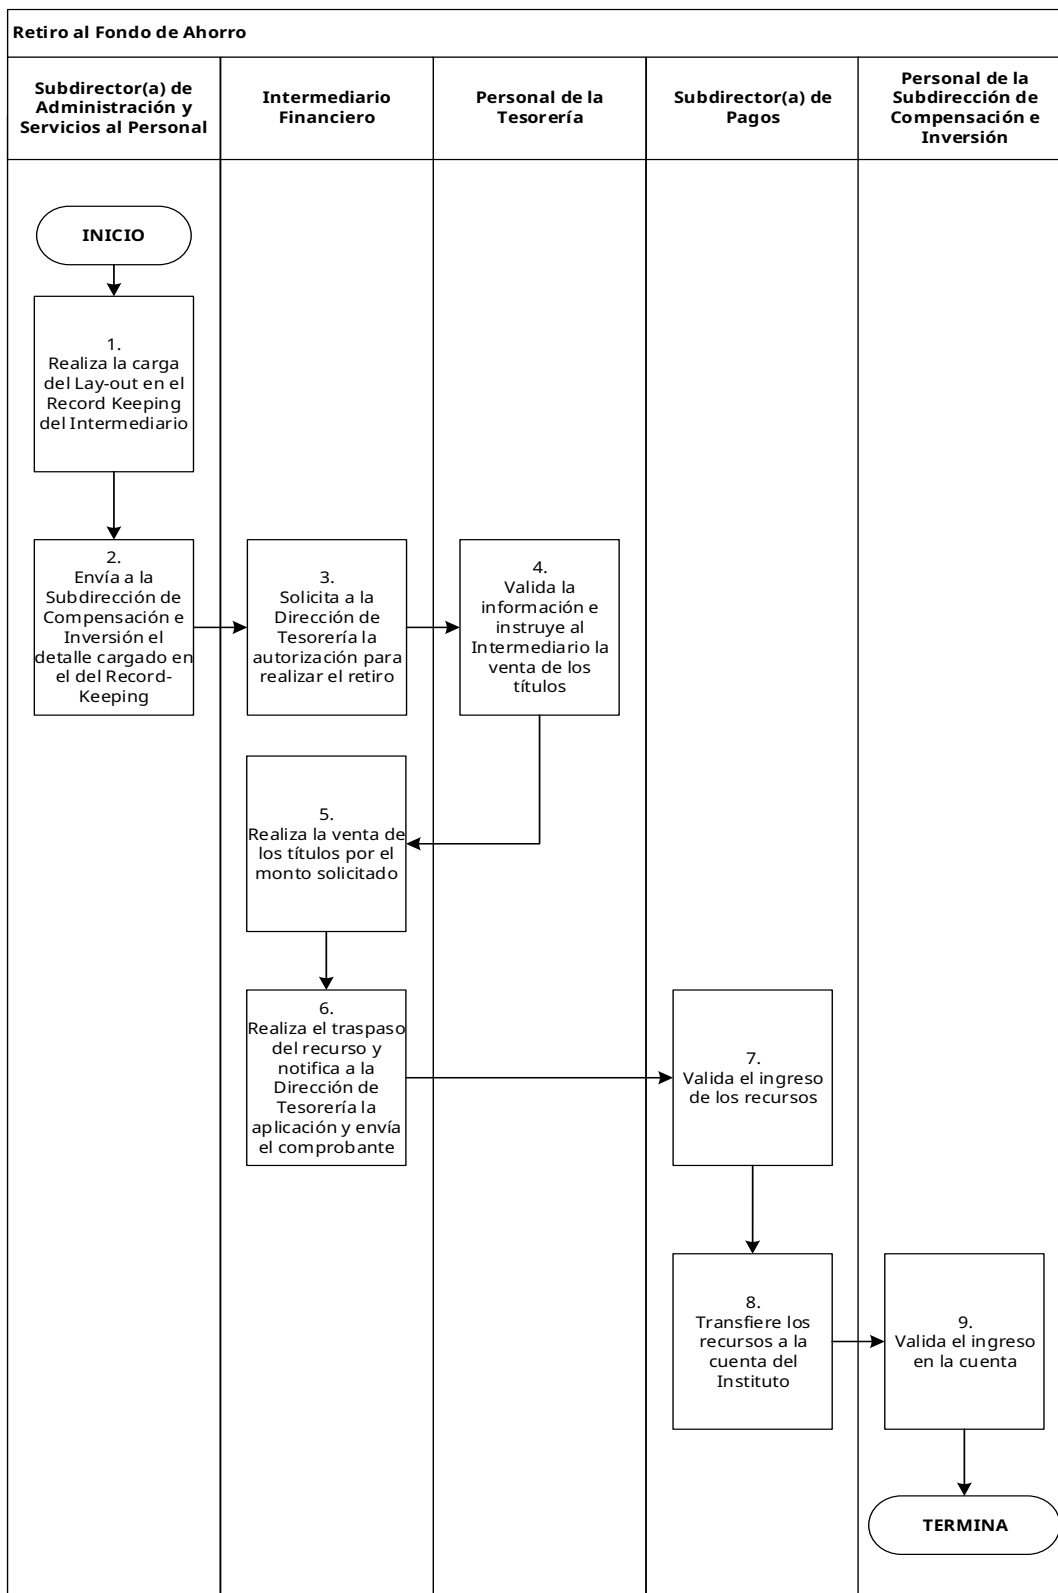 Retiro al Fondo de Ahorro
Subdirector(a) de
Administración y
Servicios al Personal
Intermediario
Financiero
Personal de la
Tesorería
Subdirector(a) de
Pagos
Personal de la
Subdirección de
Compensación e
Inversión
INICIO
1.
Realiza la carga
del Lay-out en el
Record Keeping
del Intermediario
2.
Envía a la
Subdirección de
Compensación e
Inversión el
detalle cargado en
el del Record-
Keeping
3.
Solicita a la
Dirección de
Tesorería la
autorización para
realizar el retiro
4.
Valida la
información e
instruye al
Intermediario la
venta de los
títulos
5.
Realiza la venta de
los títulos por el
monto solicitado
6.
Realiza el traspaso
del recurso y
notifica a la
Dirección de
Tesorería la
aplicación y envía
el comprobante
7.
Valida el ingreso
de los recursos
8.
Transfiere los
recursos a la
cuenta del
Instituto
9.
Valida el ingreso
en la cuenta
TERMINA